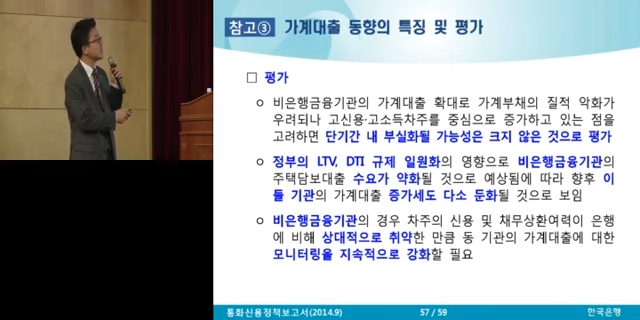 참고③ 가계대출 동향의 특징 및 평가
□ 평가
○ 비은행금융기관의 가계대출 확대로 가계부채의 질적 악화가
우려되나 고신용·고소득차주를 중심으로 증가하고 있는 점을
고려하면 단기간 내 부실화될 가능성은 크지 않은 것으로 평가
○ 정부의 LTV, DTI 규제 일원화의 영향으로 비은행금융기관의
주택담보대출 수요가 약화될 것으로 예상됨에 따라 향후 이
들 기관의 가계대출 증가세도 다소 둔화될 것으로 보임
○ 비은행금융기관의 경우 차주의 신용 및 채무상환여력이 은행
에 비해 상대적으로 취약한 만큼 동 기관의 가계대출에 대한
모니터링을 지속적으로 강화할 필요
통화신용정책보고서(2014.9) 57 / 59 한국은행